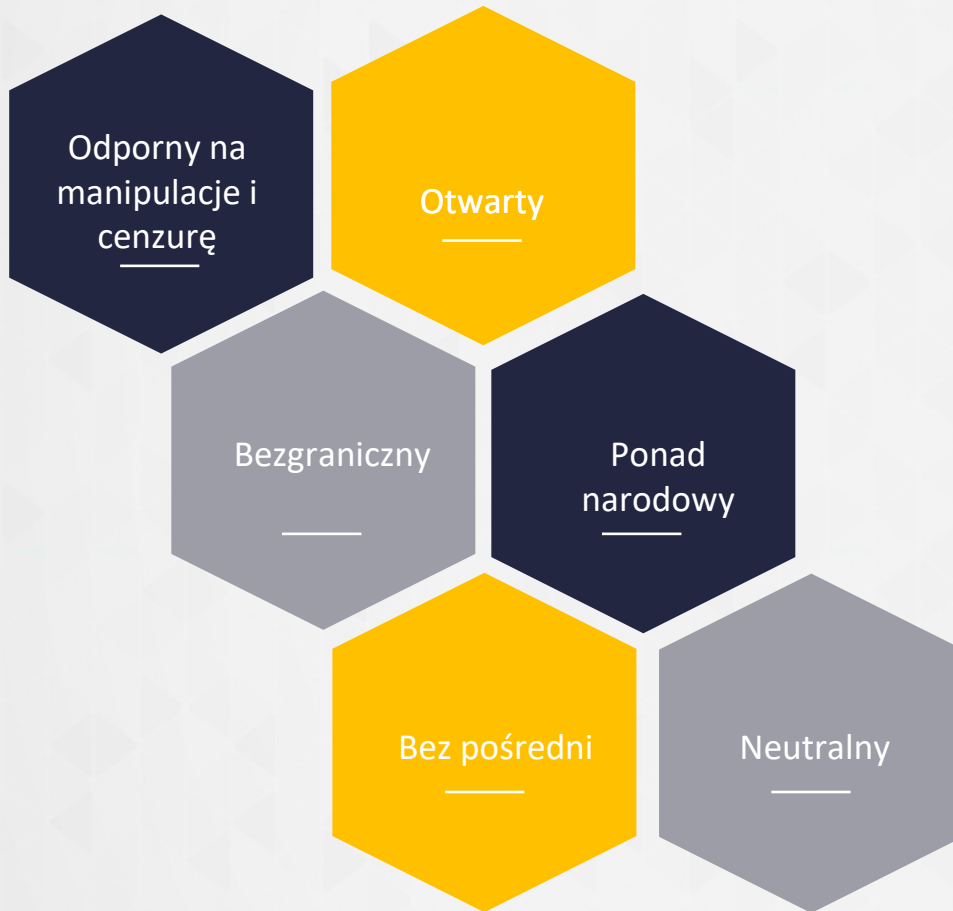 Odporny na
manipulacje i
cenzurę
Otwarty
Bezgraniczny
Ponad
narodowy
Bez pośredni
Neutralny